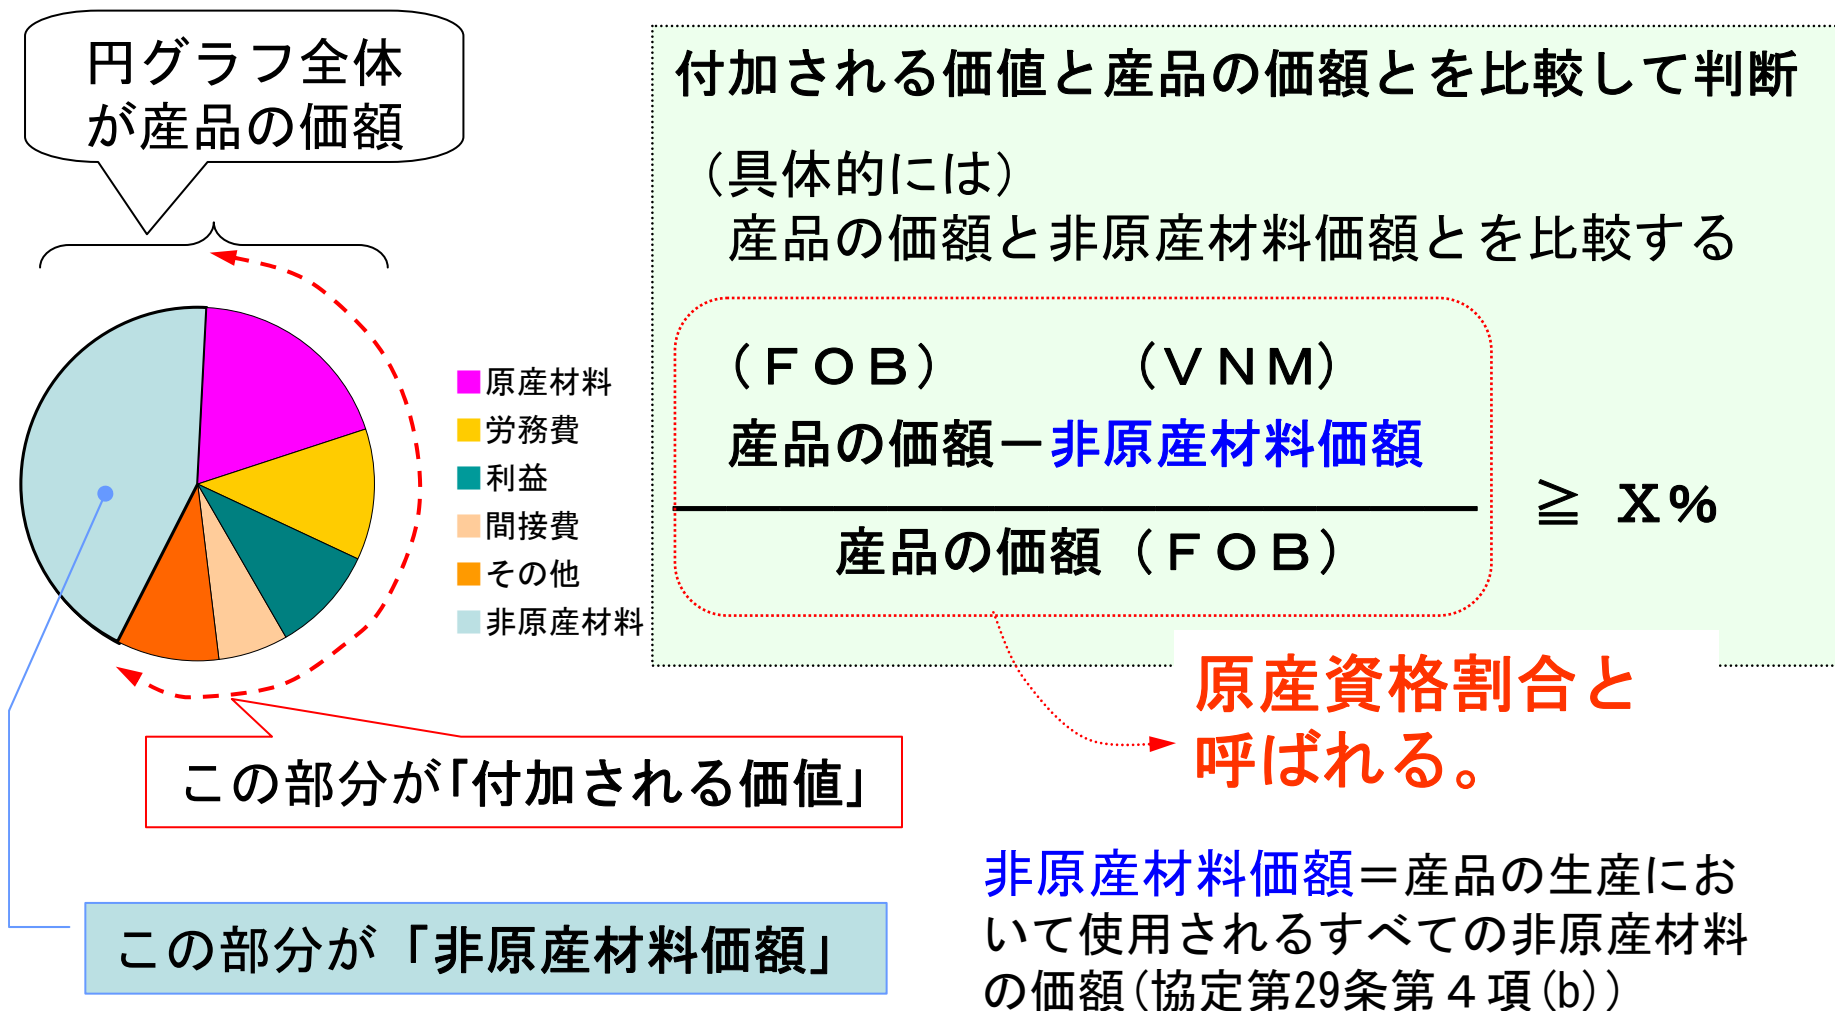 円グラフ全体
が産品の価額
付加される価値と産品の価額とを比較して判断
（具体的には）
産品の価額と非原産材料価額とを比較する
（ＦＯＢ）　（ＶＮＭ）
産品の価額－非原産材料価額
産品の価額（ＦＯＢ）
≧ X%
原産材料
労務費
利益
間接費
その他
非原産材料
原産資格割合と
呼ばれる。
この部分が「付加される価値」
この部分が「非原産材料価額」
非原産材料価額＝産品の生産にお
いて使用されるすべての非原産材料
の価額(協定第29条第４項(b))